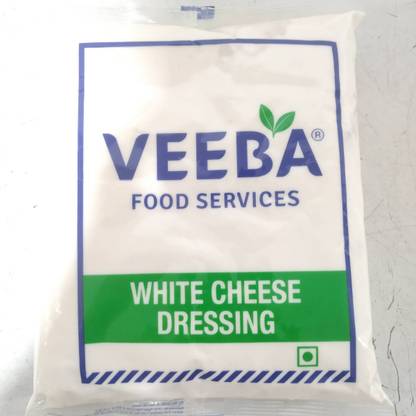 VEEBA®
FOOD SERVICES
WHITE CHEESE
DRESSING